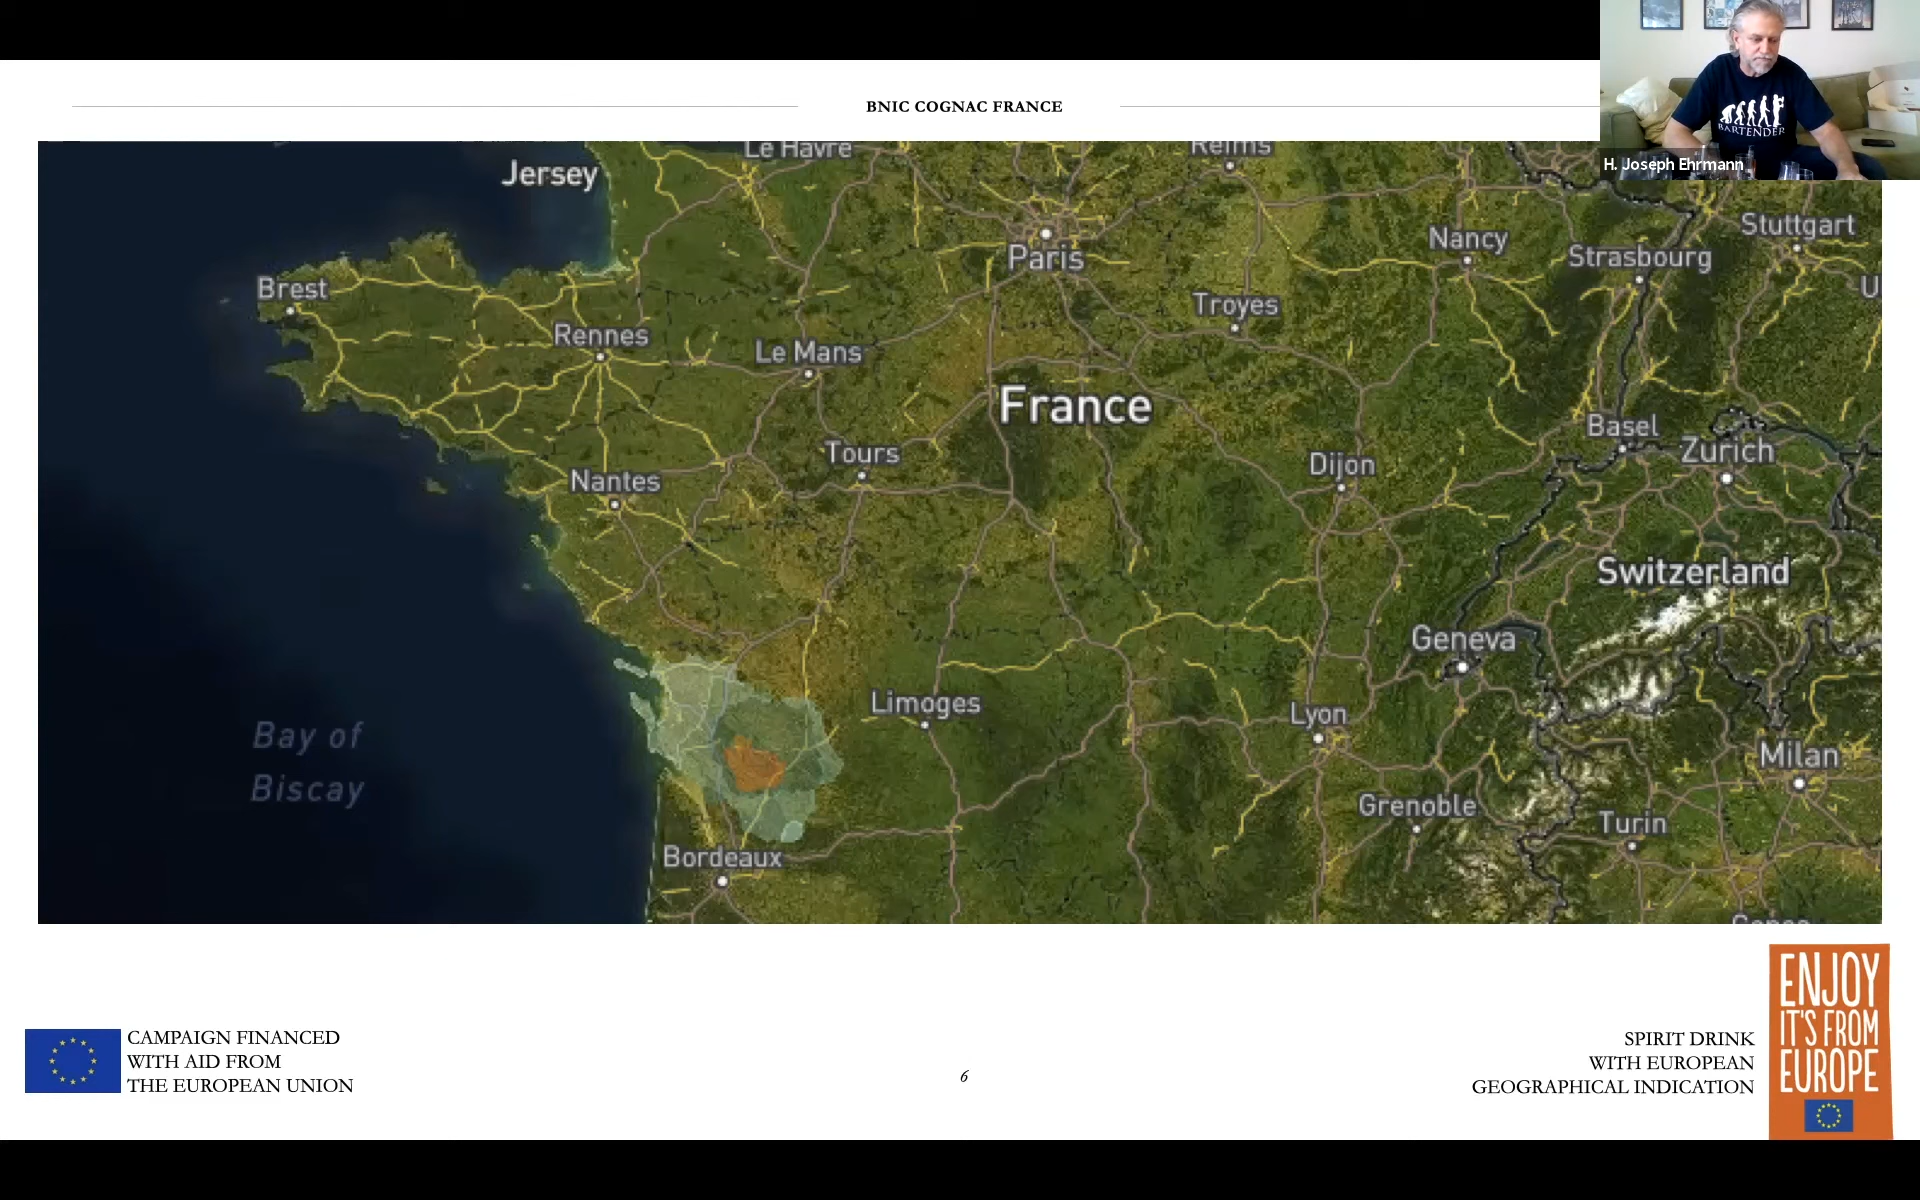 BNIC COGNAC FRANCE
BARTENDER
H. Joseph Ehrmann
Le Havre
Reims
Jersey
Stuttgart
Nancy
Strasbourg
Paris
Brest
U
Troyes
Rennes
Le Mans
France
Basel
Zurich
Tours
Dijon
Nantes
Switzerland
Geneva
Limoges
Lyon
Bay of
Biscay
Milan
Grenoble
Turin
Bordeaux
ENJOY
IT'S FROM
EUROPE
CAMPAIGN FINANCED
WITH AID FROM
THE EUROPEAN UNION
6
SPIRIT DRINK
WITH EUROPEAN
GEOGRAPHICAL INDICATION